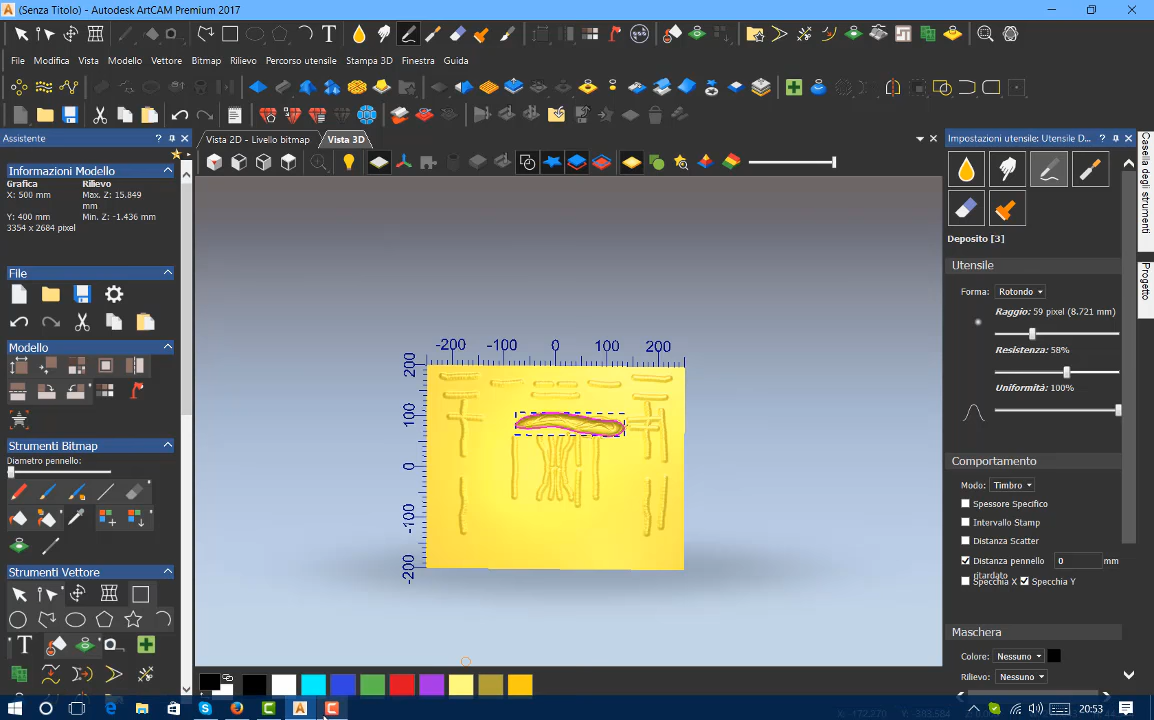 (Senza Titolo) - Autodesk ArtCAM Premium 2017
File Modifica Vista Modello Vettore Bitmap Rilievo Percorso utensile Stampa 3D Finestra Guida
Assistente
Vista 2D - Livello bitmap
Vista 3D
Impostazioni utensile: Utensile D...
Informazioni Modello
Grafica
X: 500 mm
Y: 400 mm
3354 x 2684 pixel
Rilievo
Max. Z: 15.849
mm
Min. Z: -1.436 mm
File
Modello
Strumenti Bitmap
Diametro pennello:
Strumenti Vettore
-200 -100 0 100 200
200
100
0
-100
-200
Deposito [3]
Utensile
Forma: Rotondo
Raggio: 59 pixel (8.721 mm)
Resistenza: 58%
Uniformità: 100%
Comportamento
Modo: Timbro
Spessore Specifico
Intervallo Stamp
Distanza Scatter
Distanza pennello 0 mm
ritardato
Specchia X Specchia Y
Maschera
Colore: Nessuno
Rilievo: Nessuno
Casella degli strumenti
Progetto
20:53